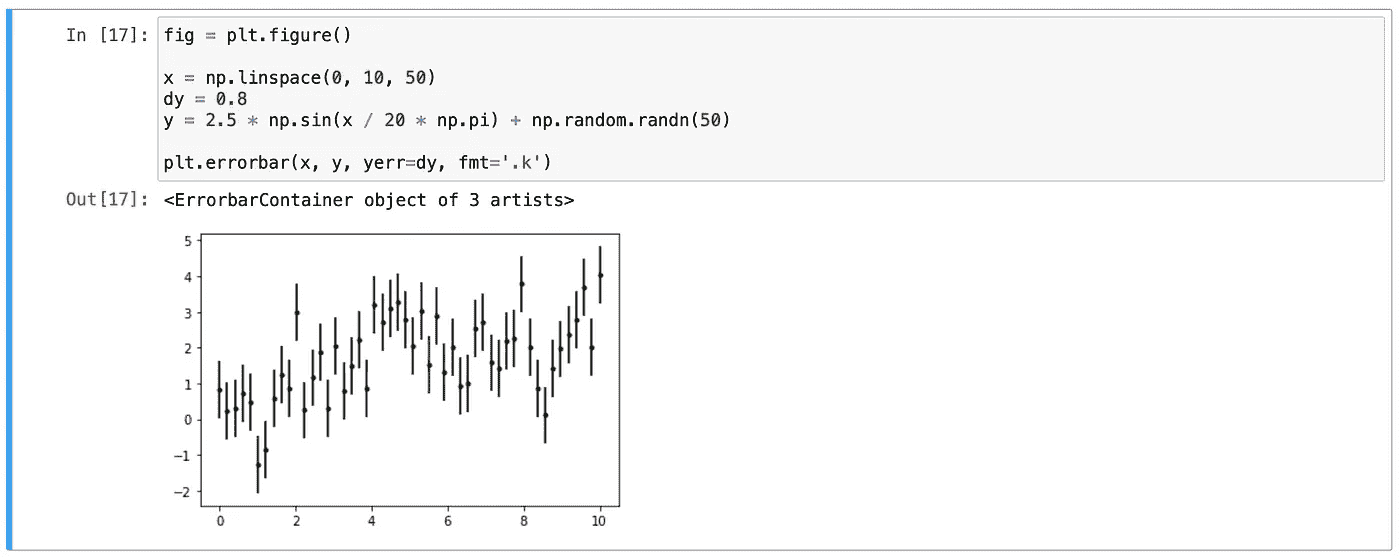 In [17]: fig = plt.figure()
x = np.linspace(0, 10, 50)
dy = 0.8
y = 2.5 * np.sin(x / 20 * np.pi) + np.random.randn(50)
plt.errorbar(x, y, yerr=dy, fmt='.k')
Out[17]: <ErrorbarContainer object of 3 artists>
5
4
3
2
1
0
−1
−2
0 2 4 6 8 10